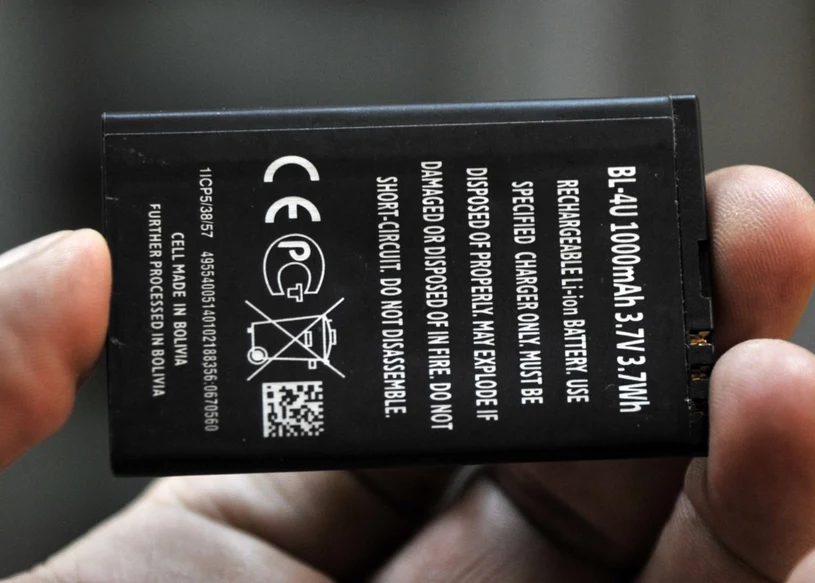 BL-4U 1000mAh 3.7V 3.7Wh
RECHARGEABLE Li-ion BATTERY. USE
SPECIFIED CHARGER ONLY. MUST BE
DISPOSED OF PROPERLY. MAY EXPLODE IF
DAMAGED OR DISPOSED OF IN FIRE. DO NOT
SHORT-CIRCUIT. DO NOT DISASSEMBLE.
CE PCT
1ICP5/38/57 49554005140102188356:0670560
CELL MADE IN BOLIVIA
FURTHER PROCESSED IN BOLIVIA